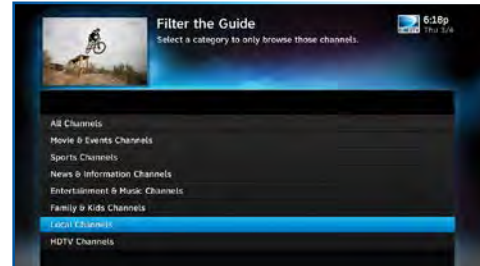 Filter the Guide
Select a category to only browse those channels.
6:18p
Thu 3/6
All Channels
Movie & Events Channels
Sports Channels
News & Information Channels
Entertainment & Music Channels
Family & Kids Channels
Local Channels
HDTV Channels